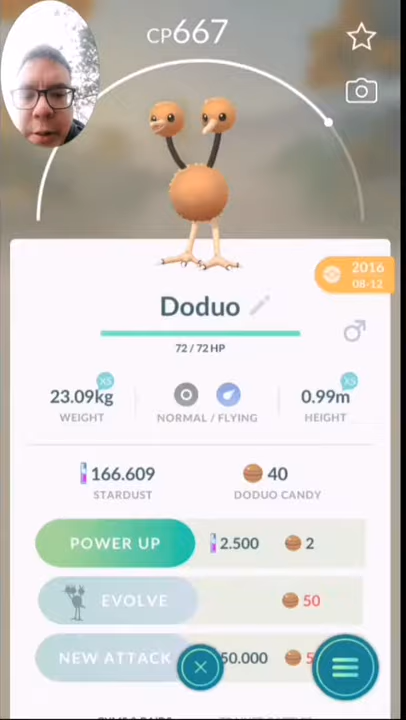 CP667
2016
08-12
Doduo
72 / 72 HP
XS
XS
23.09kg
0.99m
WEIGHT
NORMAL / FLYING
HEIGHT
166.609
40
STARDUST
DODUO CANDY
POWER UP
2.500
2
EVOLVE
50
NEW ATTACK
50.000